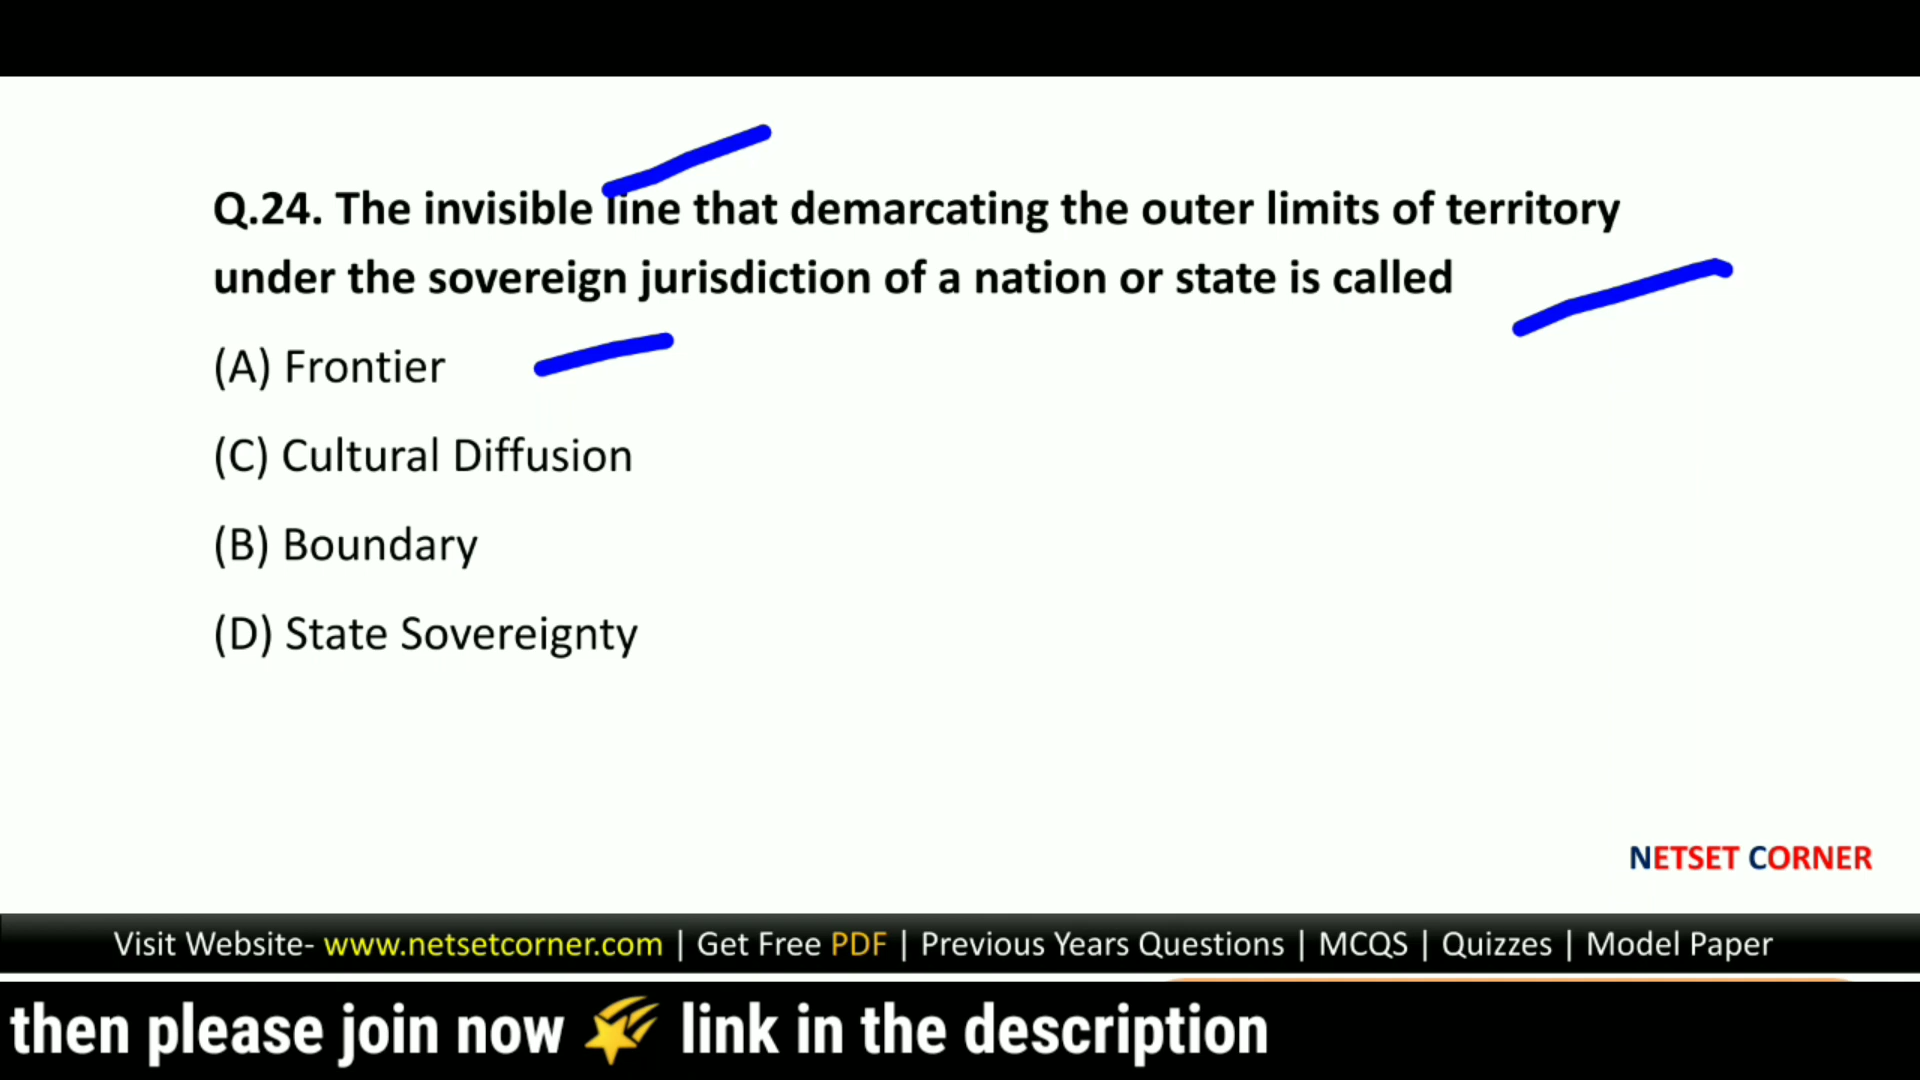 Q.24. The invisible line that demarcating the outer limits of territory
under the sovereign jurisdiction of a nation or state is called
(A) Frontier
(C) Cultural Diffusion
(B) Boundary
(D) State Sovereignty
NETSET CORNER
Visit Website- www.netsetcorner.com | Get Free PDF | Previous Years Questions | MCQS | Quizzes | Model Paper
then please join now 🌠 link in the description